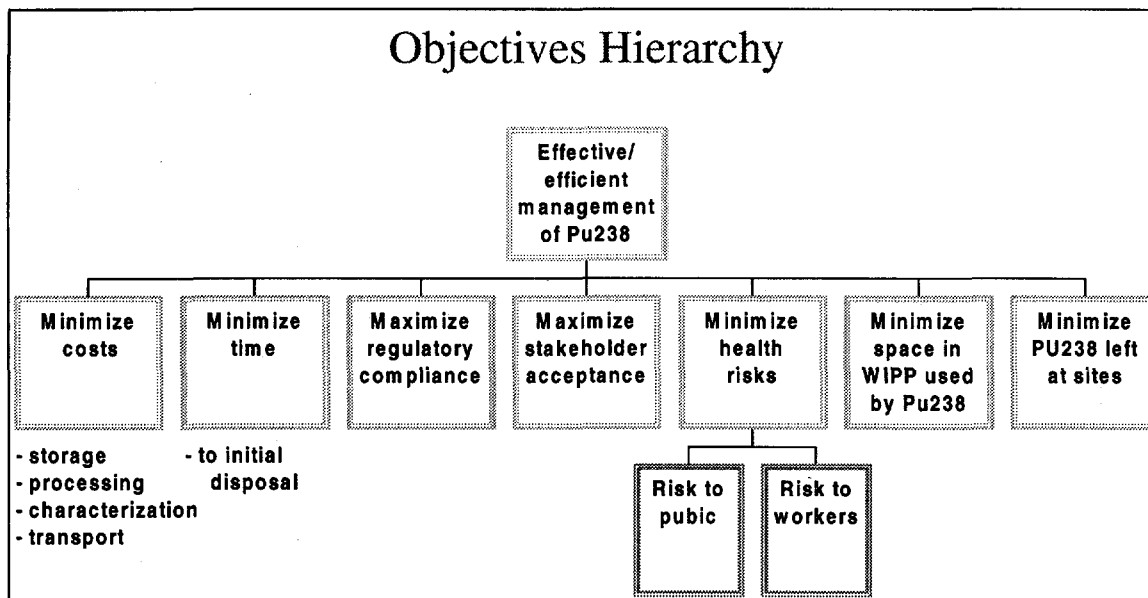 Objectives Hierarchy
Effective/
efficient
management
of Pu238
Minimize
costs
Minimize
time
Maximize
regulatory
compliance
Maximize
stakeholder
acceptance
Minimize
health
risks
Minimize
space in
WIPP used
by Pu238
Minimize
PU238 left
at sites
- storage
- processing
- characterization
- transport
- to initial
disposal
Risk to
pubic
Risk to
workers